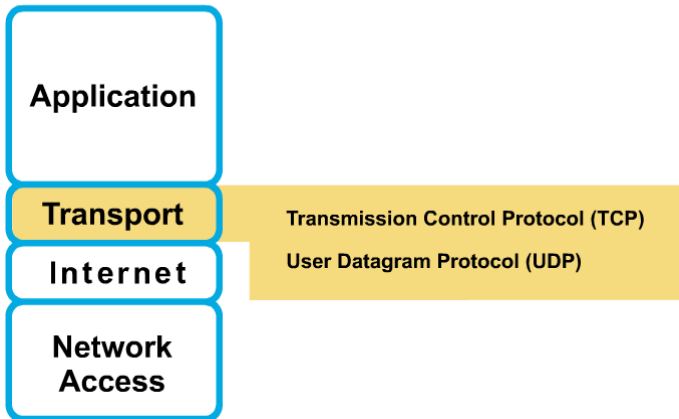 Application
Transport
Transmission Control Protocol (TCP)
User Datagram Protocol (UDP)
Internet
Network
Access